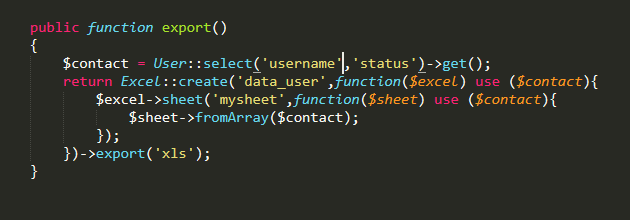 public function export()
{
    $contact = User::select('username','status')->get();
    return Excel::create('data_user',function($excel) use ($contact){
        $excel->sheet('mysheet',function($sheet) use ($contact){
            $sheet->fromArray($contact);
        });
    })->export('xls');
}